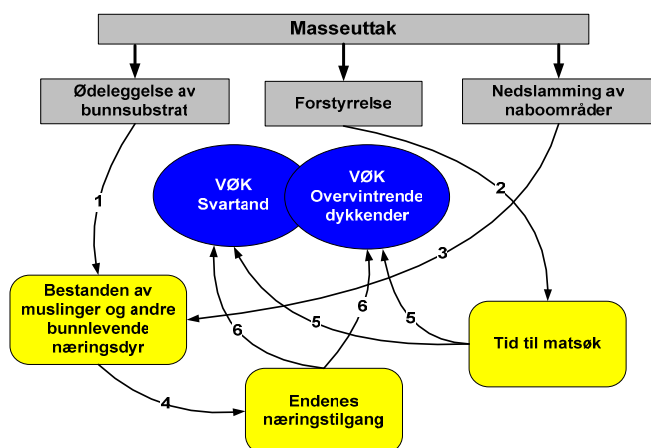 Masseuttak
Ødeleggelse av
bunnsubstrat
Forstyrrelse
Nedslamming av
naboområder
1
VØK
Svartand
VØK
Overvintrende
dykkender
2
3
Bestanden av
muslinger og andre
bunnlevende
næringsdyr
6
5
6
5
Tid til matsøk
4
Endenes
næringstilgang